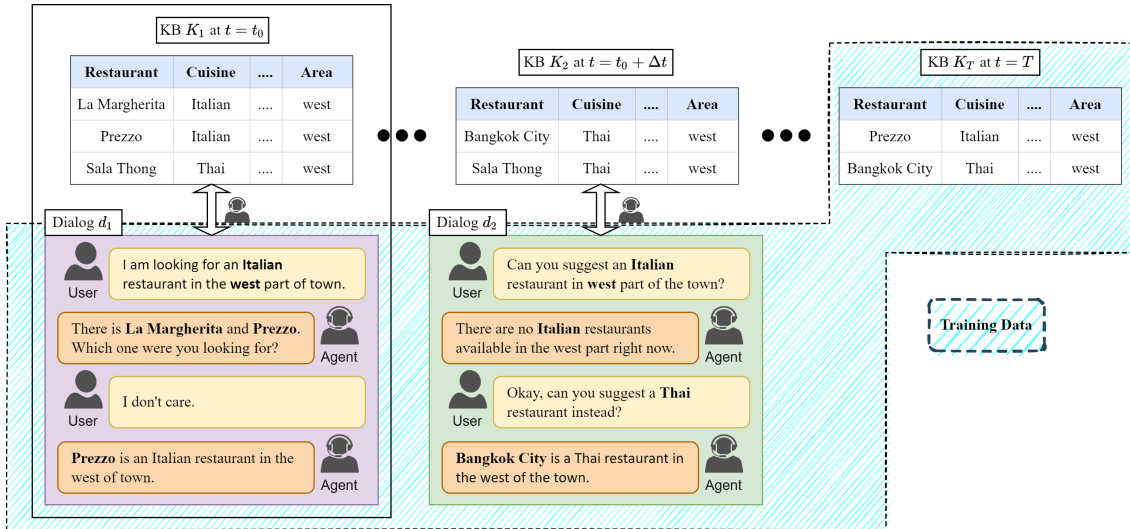 KB K₁ at t = t₀
Restaurant Cuisine .... Area
La Margherita Italian .... west
Prezzo Italian .... west
Sala Thong Thai .... west
KB K₂ at t = t₀ + Δt
Restaurant Cuisine .... Area
Bangkok City Thai .... west
Sala Thong Thai .... west
KB K_T at t = T
Restaurant Cuisine .... Area
Prezzo Italian .... west
Bangkok City Thai .... west
Dialog d₁
I am looking for an Italian
restaurant in the west part of town.
User
There is La Margherita and Prezzo.
Which one were you looking for?
Agent
I don't care.
User
Prezzo is an Italian restaurant in the
west of town.
Agent
Dialog d₂
Can you suggest an Italian
restaurant in west part of the town?
User
There are no Italian restaurants
available in the west part right now.
Agent
Okay, can you suggest a Thai
restaurant instead?
User
Bangkok City is a Thai restaurant in
the west of the town.
Agent
Training Data